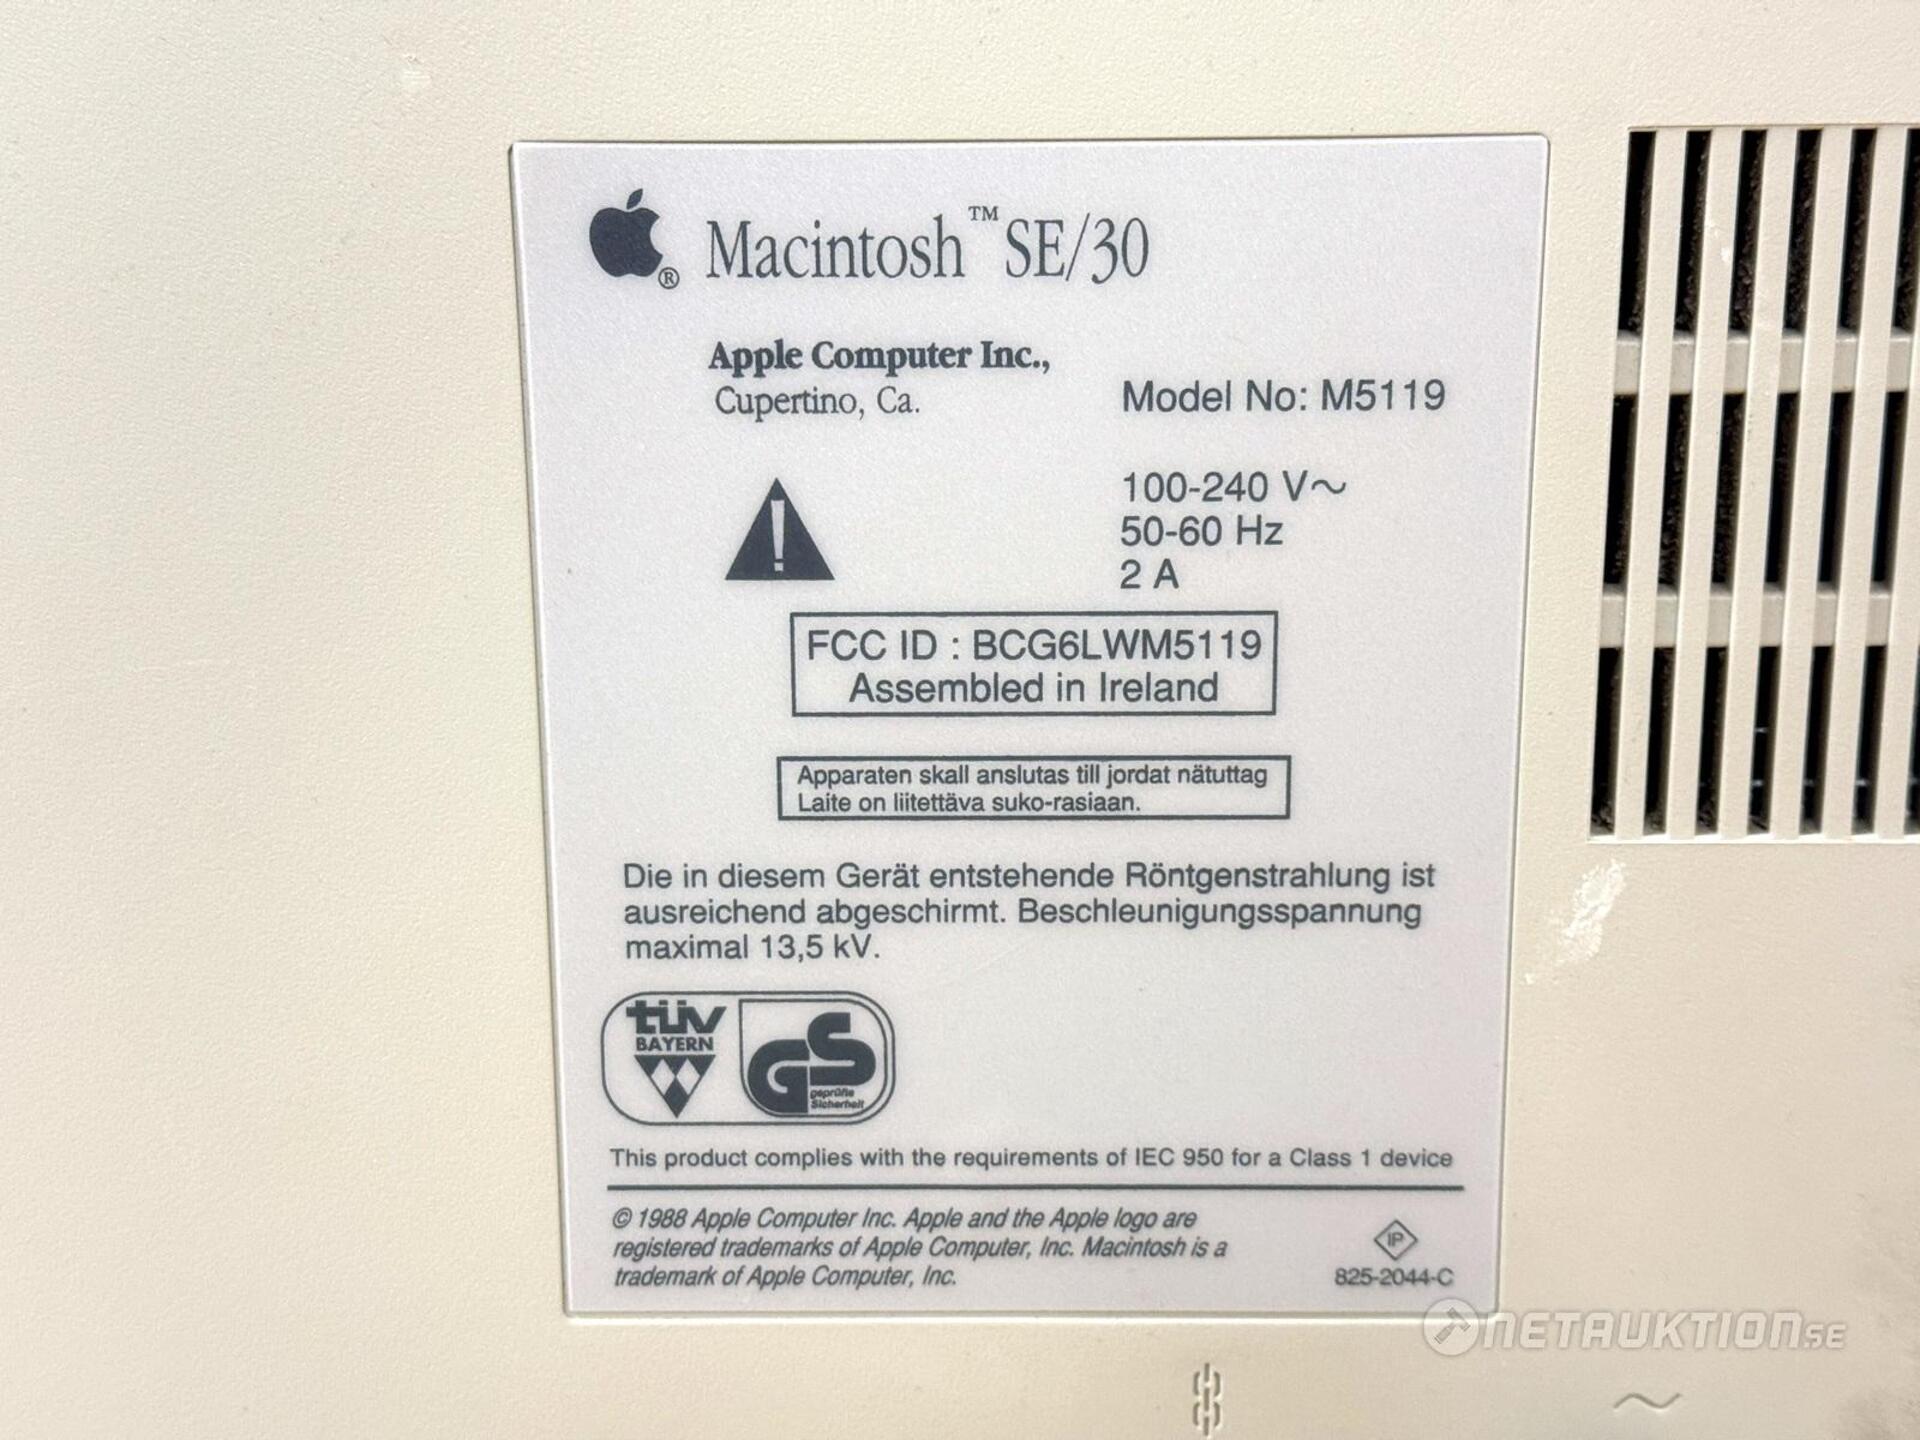 Macintosh™ SE/30
®
Apple Computer Inc.,
Cupertino, Ca.
Model No: M5119
100-240 V~
50-60 Hz
2 A
FCC ID : BCG6LWM5119
Assembled in Ireland
Apparaten skall anslutas till jordat nätuttag
Laite on liitettävä suko-rasiaan.
Die in diesem Gerät entstehende Röntgenstrahlung ist
ausreichend abgeschirmt. Beschleunigungsspannung
maximal 13,5 kV.
TÜV
BAYERN
GS
geprüfte
Sicherheit
This product complies with the requirements of IEC 950 for a Class 1 device
© 1988 Apple Computer Inc. Apple and the Apple logo are
registered trademarks of Apple Computer, Inc. Macintosh is a
trademark of Apple Computer, Inc.
IP
825-2044-C
NETAUKTION.SE